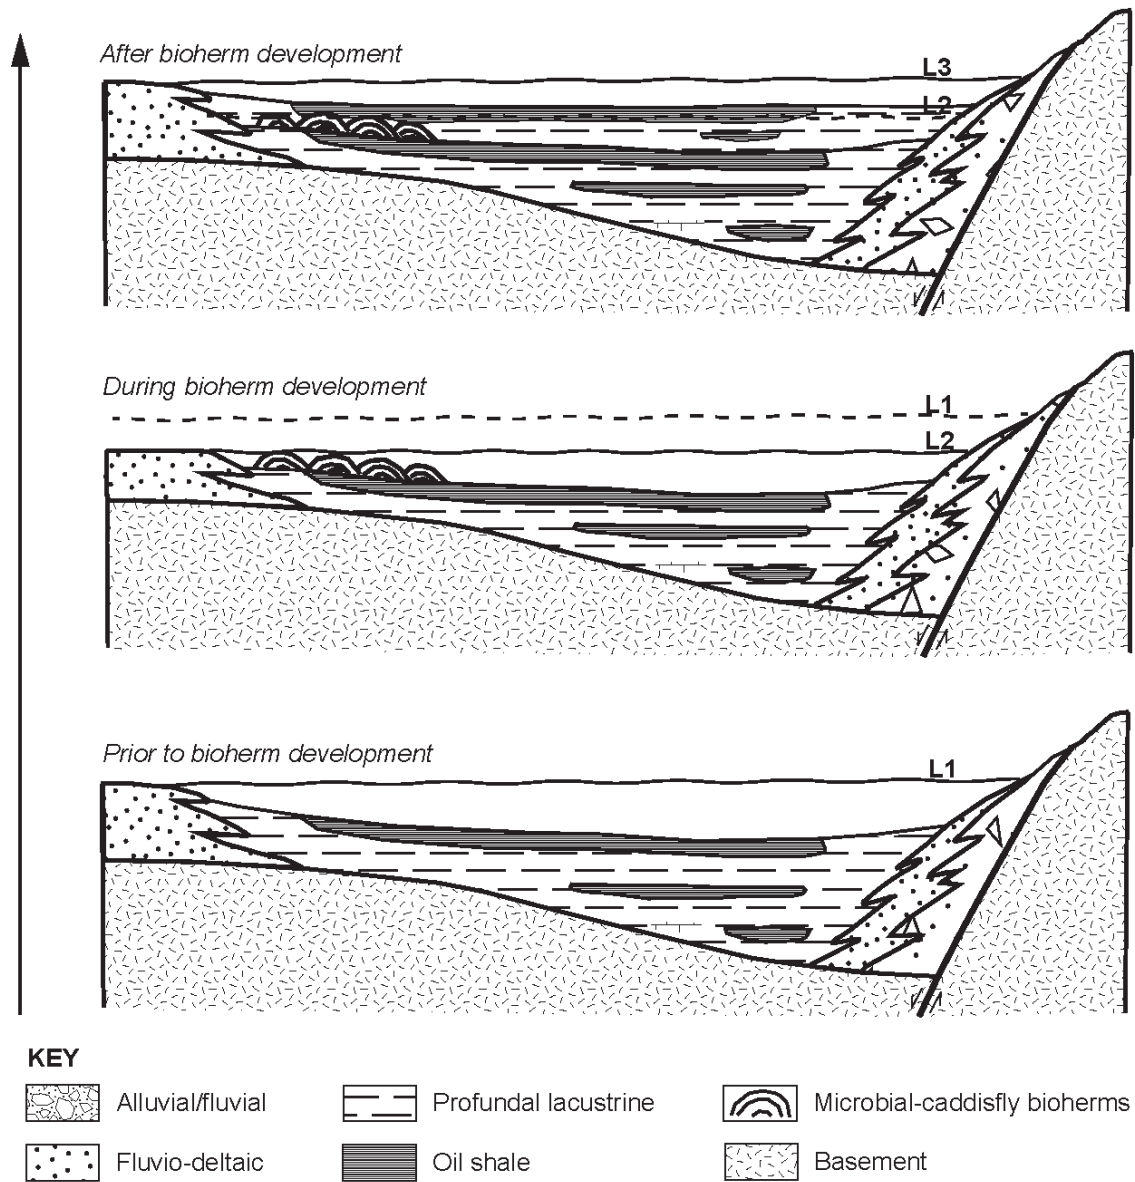 After bioherm development
L3
L2
During bioherm development
L1
L2
Prior to bioherm development
L1
KEY
Alluvial/fluvial
Profundal lacustrine
Microbial-caddisfly bioherms
Fluvio-deltaic
Oil shale
Basement